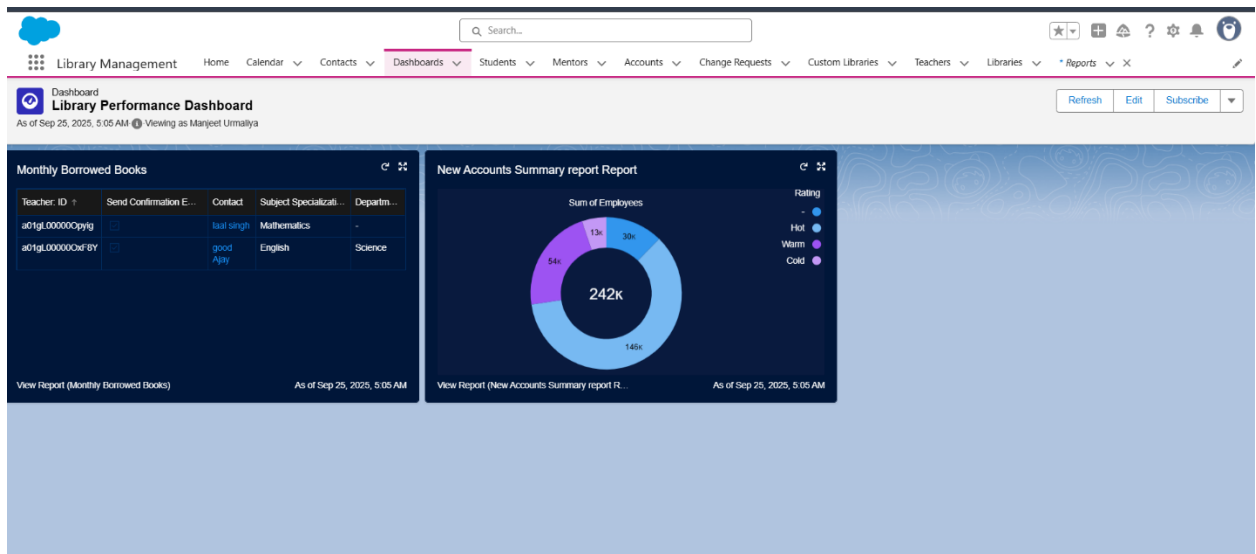 Search...
Library Management Home Calendar Contacts Dashboards Students Mentors Accounts Change Requests Custom Libraries Teachers Libraries * Reports
Dashboard
Library Performance Dashboard
As of Sep 25, 2025, 5:05 AM·Viewing as Manjeet Urmaliya
Refresh Edit Subscribe
Monthly Borrowed Books
Teacher: ID ↑ Send Confirmation E... Contact Subject Specializati... Departm...
a01gL00000Opyig laal singh Mathematics -
a01gL00000OxF8Y good Ajay English Science
View Report (Monthly Borrowed Books) As of Sep 25, 2025, 5:05 AM
New Accounts Summary report Report
Sum of Employees
Rating
-
Hot
Warm
Cold
13K
30K
54K
242K
146K
View Report (New Accounts Summary report R... As of Sep 25, 2025, 5:05 AM